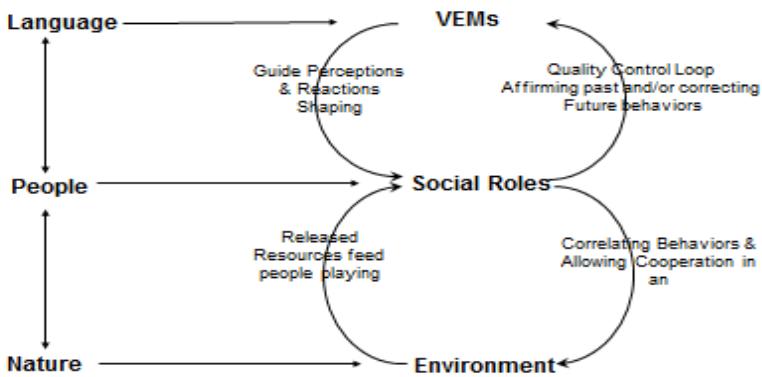 Language
VEMs
Guide Perceptions
& Reactions
Shaping
Quality Control Loop
Affirming past and/or correcting
Future behaviors
People
Social Roles
Released
Resources feed
people playing
Correlating Behaviors &
Allowing Cooperation in
an
Nature
Environment